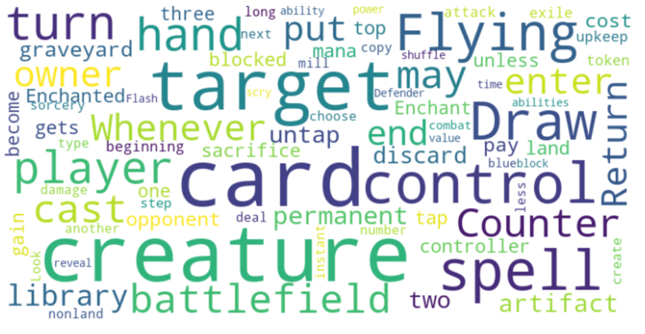 turn
three
long
ability
power
attack
exile
hand
next
put
top
Flying
cost
graveyard
mana
copy
shuffle
upkeep
blocked
mill
unless
token
owner
target
may
enter
Enchanted
Flash
scry
Defender
sorcery
choose
Enchant
time
abilities
become
gets
Whenever
untap
end
combat
value
Draw
Return
type
beginning
sacrifice
discard
pay
land
player
card
control
blue
block
less
damage
one
step
cast
opponent
deal
permanent
tap
Counter
gain
another
number
controller
creature
instant
spell
create
Look
reveal
library
battlefield
two
artifact
nonland